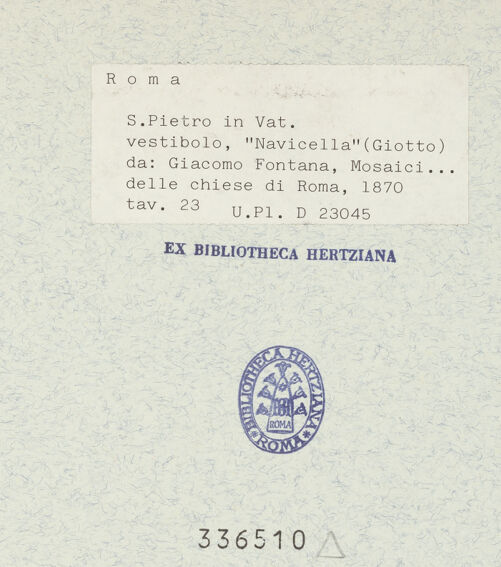 R o m a
S.Pietro in Vat.
vestibolo, "Navicella"(Giotto)
da: Giacomo Fontana, Mosaici...
delle chiese di Roma, 1870
tav. 23 U.Pl. D 23045
EX BIBLIOTHECA HERTZIANA
BIBLIOTHECA HERTZIANA
ROMA
*ROMA*
336510